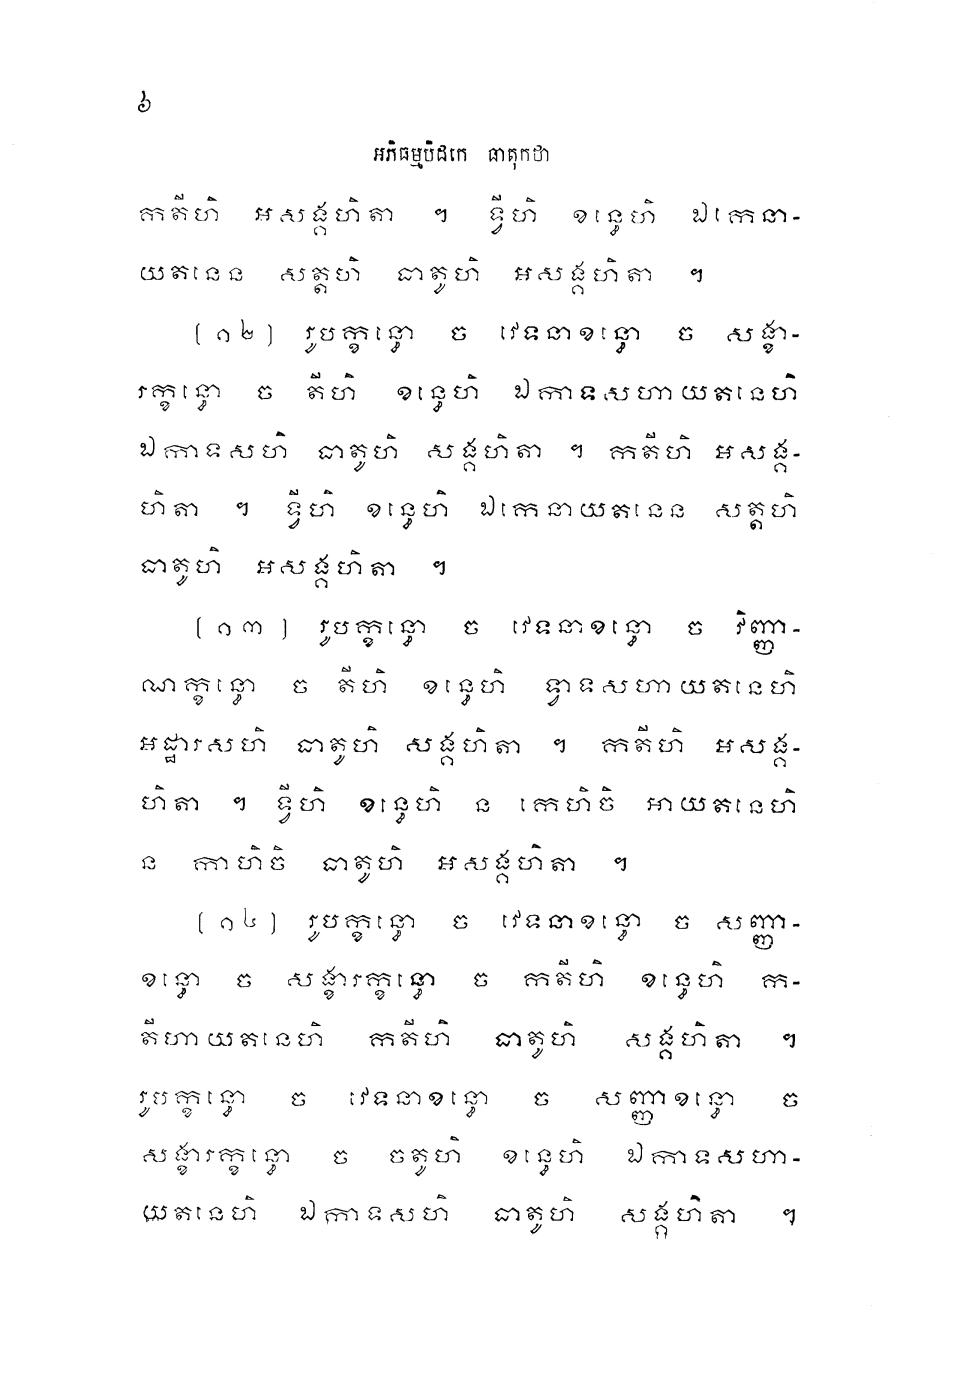 ៦
អភិធម្មបិដកេ ធាតុកថា
កតីហិ អសង្គហិតា ។ ទ្វីហិ ខន្ធេហិ ឯកេនា-
យតនេន សត្តហិ ធាតូហិ អសង្គហិតា ។
(១២) រូបក្ខន្ធោ ច វេទនាខន្ធោ ច សង្ខា-
រក្ខន្ធោ ច តីហិ ខន្ធេហិ ឯកាទសហាយតនេហិ
ឯកាទសហិ ធាតូហិ សង្គហិតា ។ កតីហិ អសង្គ-
ហិតា ។ ទ្វីហិ ខន្ធេហិ ឯកេនាយតនេន សត្តហិ
ធាតូហិ អសង្គហិតា ។
(១៣) រូបក្ខន្ធោ ច វេទនាខន្ធោ ច វិញ្ញា-
ណក្ខន្ធោ ច តីហិ ខន្ធេហិ ទ្វាទសហាយតនេហិ
អដ្ឋារសហិ ធាតូហិ សង្គហិតា ។ កតីហិ អសង្គ-
ហិតា ។ ទ្វីហិ ខន្ធេហិ ន កេហិចិ អាយតនេហិ
ន កាហិចិ ធាតូហិ អសង្គហិតា ។
(១៤) រូបក្ខន្ធោ ច វេទនាខន្ធោ ច សញ្ញា-
ខន្ធោ ច សង្ខារក្ខន្ធោ ច កតីហិ ខន្ធេហិ ក-
តីហាយតនេហិ កតីហិ ធាតូហិ សង្គហិតា ។
រូបក្ខន្ធោ ច វេទនាខន្ធោ ច សញ្ញាខន្ធោ ច
សង្ខារក្ខន្ធោ ច ចតូហិ ខន្ធេហិ ឯកាទសហា-
យតនេហិ ឯកាទសហិ ធាតូហិ សង្គហិតា ។